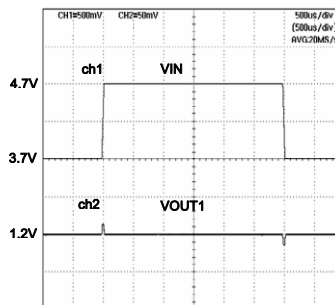 CH1=500mV CH2=50mV 500us/div
(500us/div)
AVG:20MS/s
ch1 VIN
4.7V
3.7V
ch2 VOUT1
1.2V